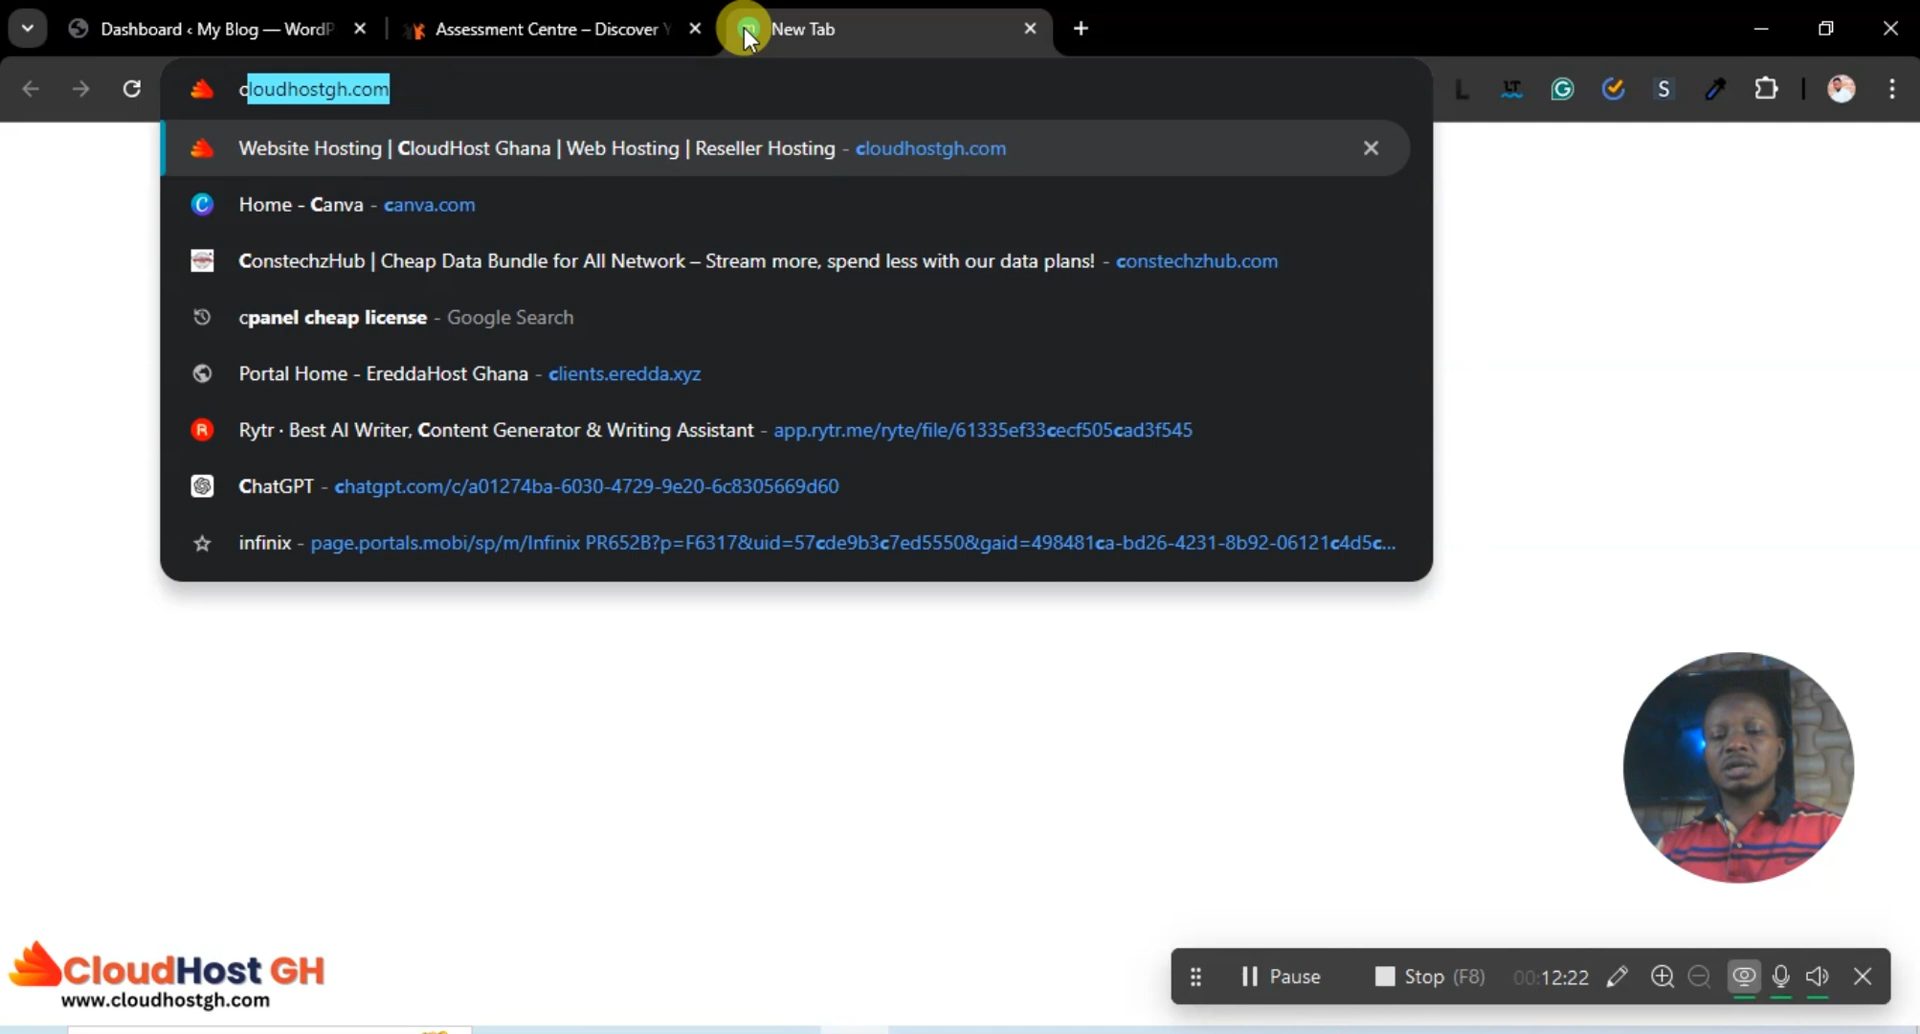 Dashboard ‹ My Blog — WordP
Assessment Centre – Discover Y
New Tab
cloudhostgh.com
Website Hosting | CloudHost Ghana | Web Hosting | Reseller Hosting - cloudhostgh.com
Home - Canva - canva.com
ConstechzHub | Cheap Data Bundle for All Network – Stream more, spend less with our data plans! - constechzhub.com
cpanel cheap license - Google Search
Portal Home - EreddaHost Ghana - clients.eredda.xyz
Rytr · Best AI Writer, Content Generator & Writing Assistant - app.rytr.me/ryte/file/61335ef33cecf505cad3f545
ChatGPT - chatgpt.com/c/a01274ba-6030-4729-9e20-6c8305669d60
infinix - page.portals.mobi/sp/m/Infinix PR652B?p=F6317&uid=57cde9b3c7ed5550&gaid=498481ca-bd26-4231-8b92-06121c4d5c...
CloudHost GH
www.cloudhostgh.com
Pause
Stop (F8)
00:12:22